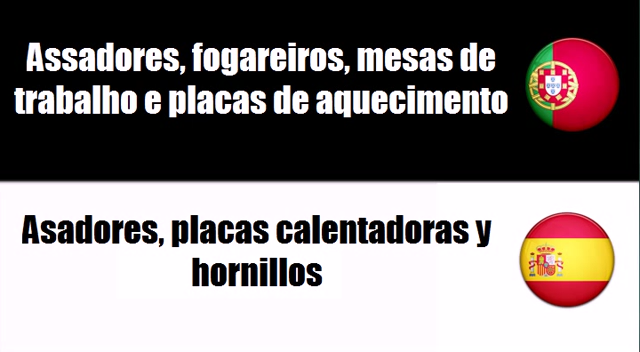 Assadores, fogareiros, mesas de
trabalho e placas de aquecimento
Asadores, placas calentadoras y
hornillos